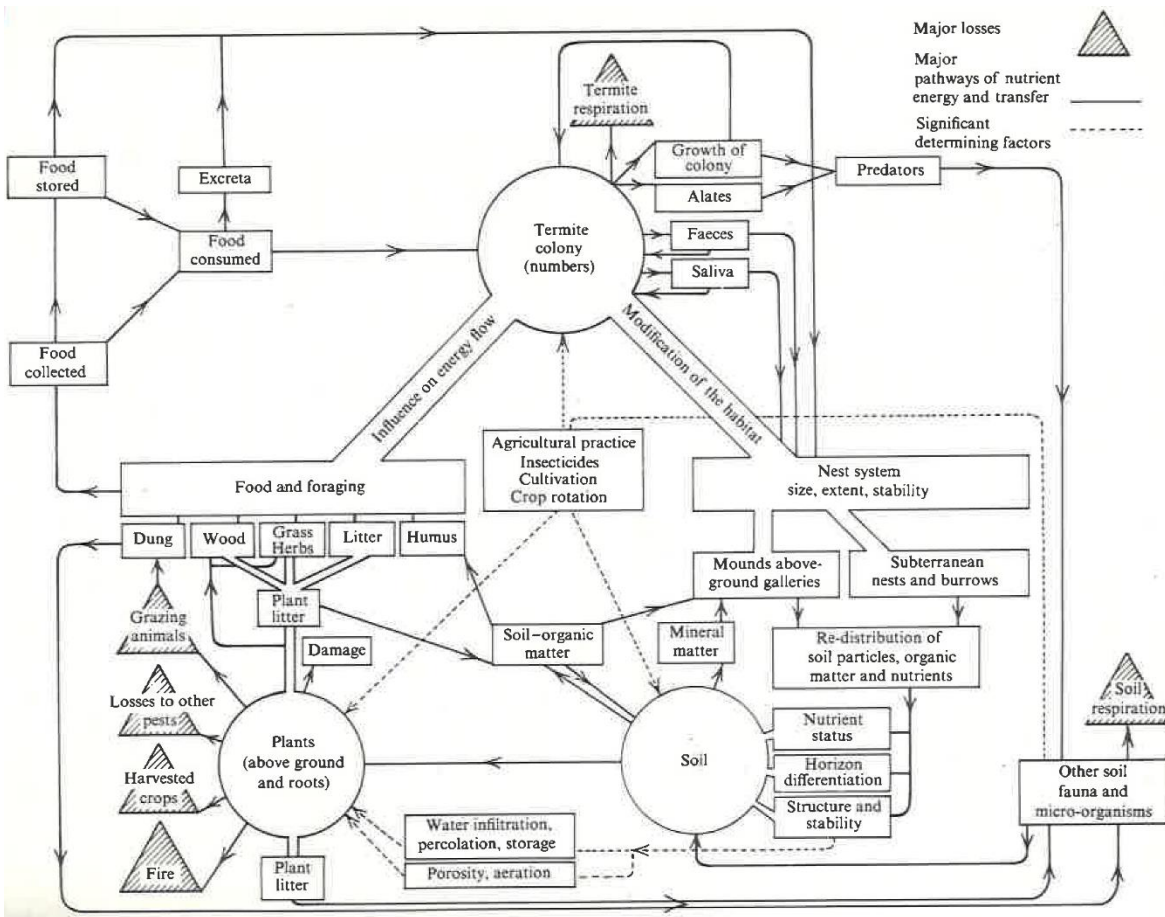 Major losses
Major
pathways of nutrient
energy and transfer
Significant
determining factors
Termite
respiration
Growth of
colony
Alates
Predators
Food
stored
Excreta
Food
consumed
Termite
colony
(numbers)
Faeces
Saliva
Food
collected
Influence on energy flow
Modification of the habitat
Agricultural practice
Insecticides
Cultivation
Crop rotation
Food and foraging
Nest system
size, extent, stability
Dung
Wood
Grass
Herbs
Litter
Humus
Mounds above-
ground galleries
Subterranean
nests and burrows
Plant
litter
Grazing
animals
Damage
Soil–organic
matter
Mineral
matter
Re-distribution of
soil particles, organic
matter and nutrients
Losses to other
pests
Soil
respiration
Plants
(above ground
and roots)
Soil
Nutrient
status
Horizon
differentiation
Structure and
stability
Harvested
crops
Other soil
fauna and
micro-organisms
Water infiltration,
percolation, storage
Porosity, aeration
Fire
Plant
litter